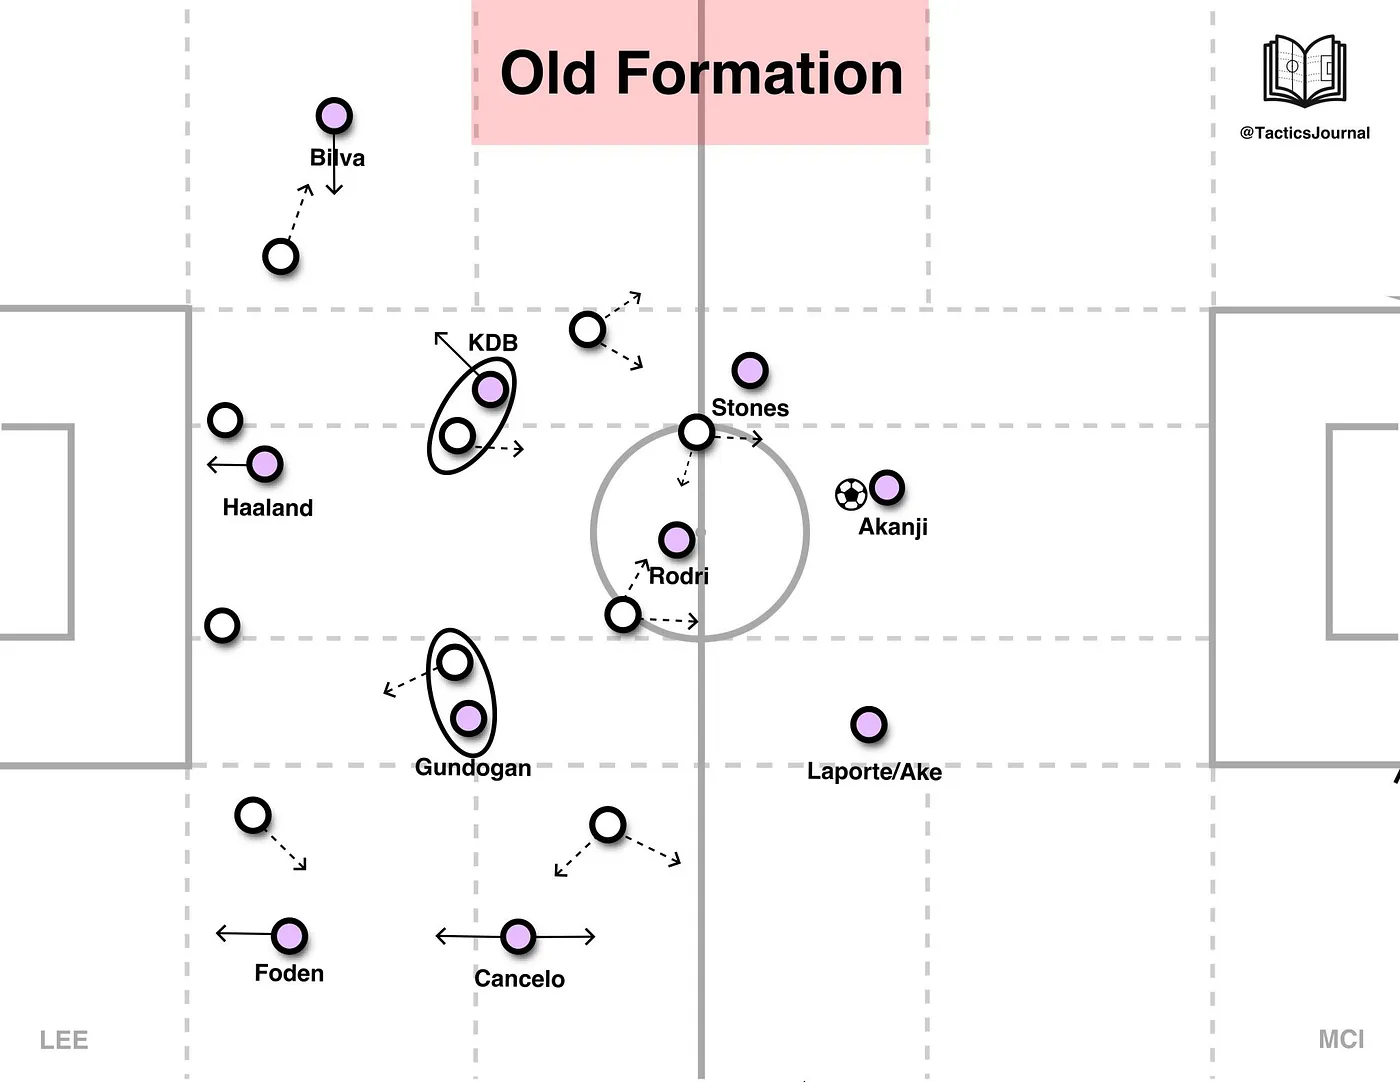 Old Formation
@TacticsJournal
Bilva
KDB
Stones
Haaland
Akanji
Rodri
Gundogan
Laporte/Ake
Foden
Cancelo
LEE
MCI